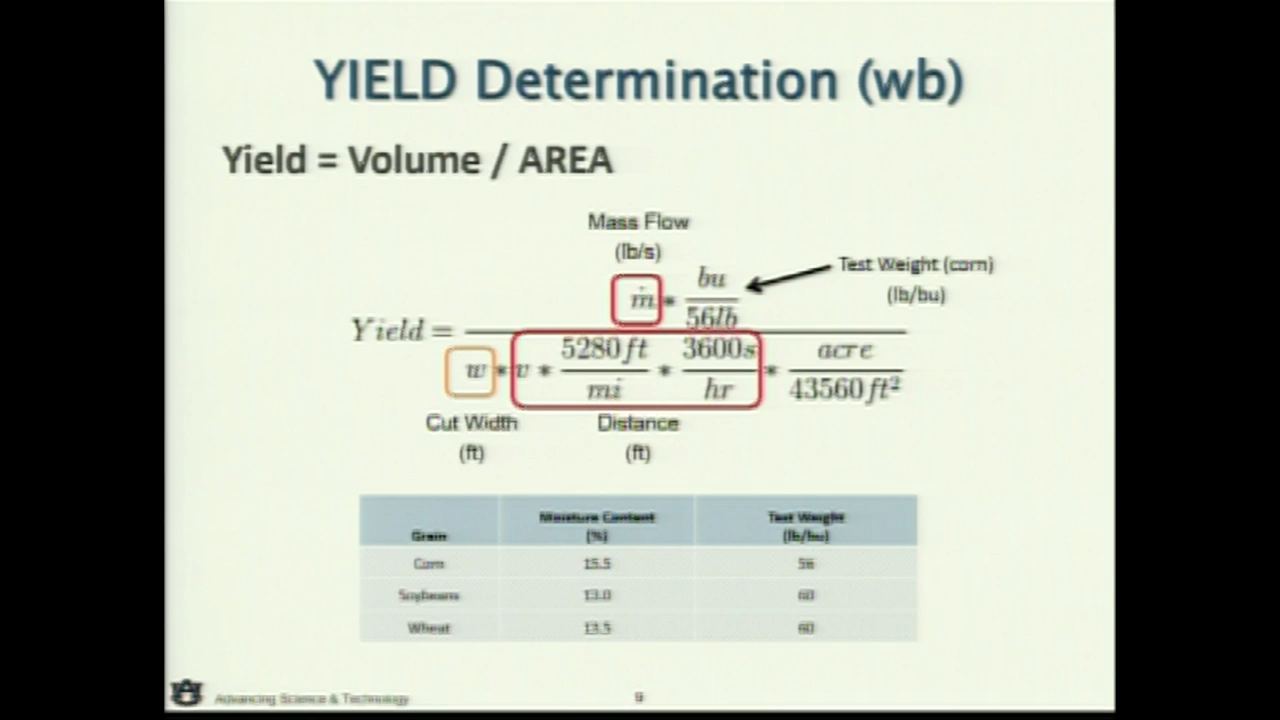 YIELD Determination (wb)
Yield = Volume / AREA
Mass Flow
(lb/s)
Test Weight (corn)
(lb/bu)
Yield = 
ṁ * bu/56lb
w * v * 5280ft/mi * 3600s/hr * acre/43560ft²
Cut Width
(ft)
Distance
(ft)
Grain Moisture Content (%) Test Weight (lb/bu)
Corn 15.5 56
Soybeans 13.0 60
Wheat 13.5 60
Advancing Science & Technology 9